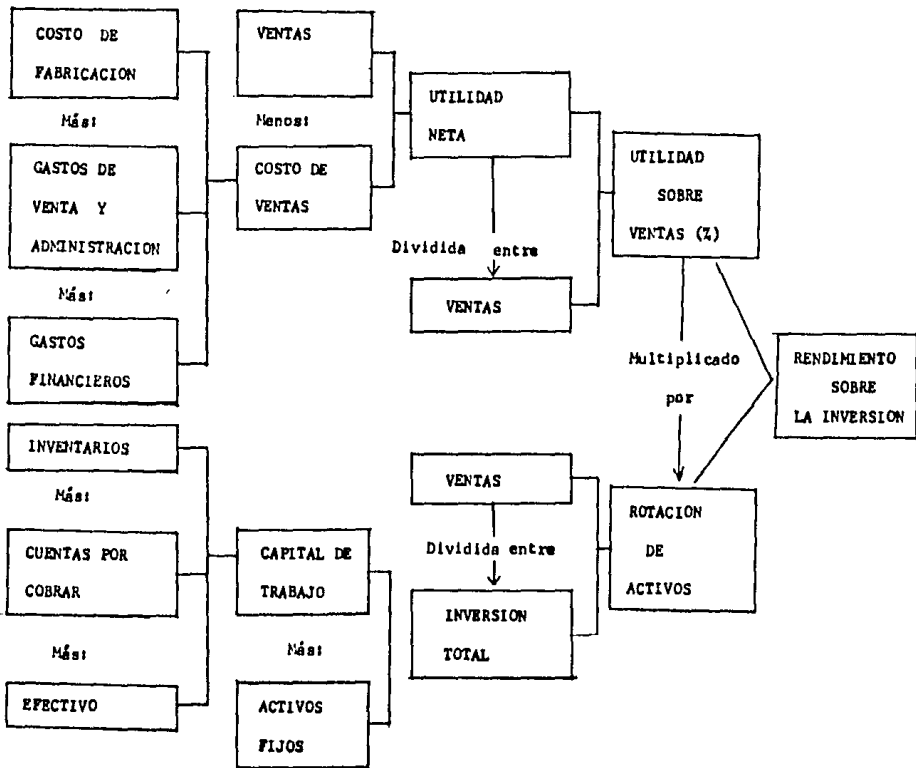 COSTO DE
FABRICACION
Más:
GASTOS DE
VENTA Y
ADMINISTRACION
Más:
GASTOS
FINANCIEROS
VENTAS
Menos:
COSTO DE
VENTAS
UTILIDAD
NETA
Dividida entre
VENTAS
UTILIDAD
SOBRE
VENTAS (%)
Multiplicado
por
RENDIMIENTO
SOBRE
LA INVERSION
INVENTARIOS
Más:
CUENTAS POR
COBRAR
Más:
EFECTIVO
CAPITAL DE
TRABAJO
Más:
ACTIVOS
FIJOS
VENTAS
Dividida entre
INVERSION
TOTAL
ROTACION
DE
ACTIVOS